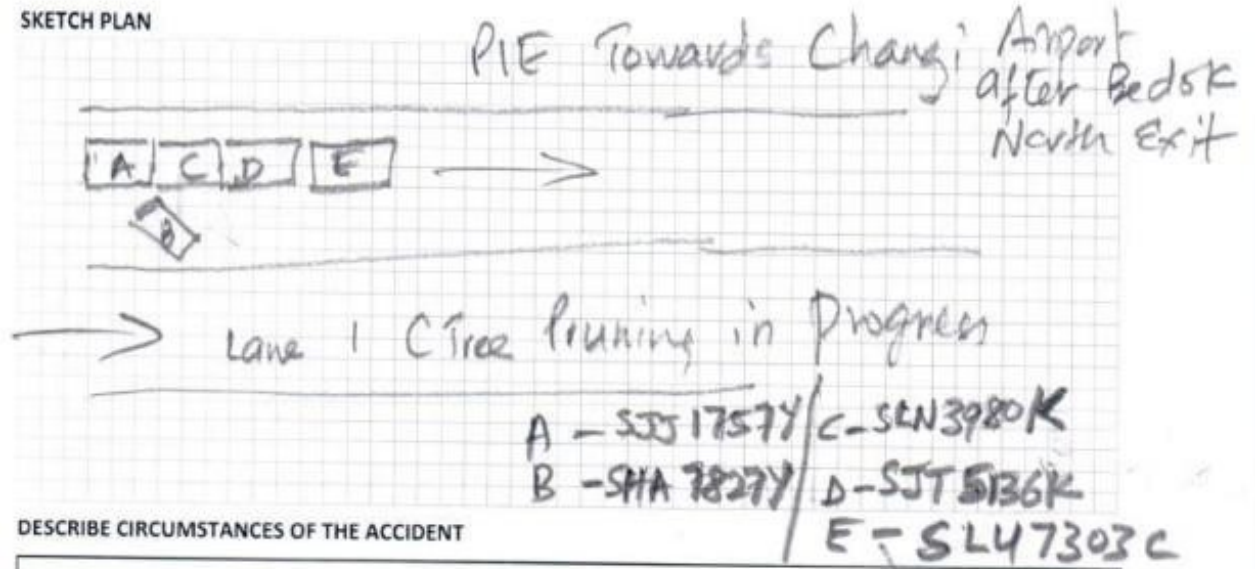 SKETCH PLAN
PIE Towards Changi Airport
after Bedok
North Exit
A C D E
B
Lane 1 (Tree Pruning in Progress
A - SJJ1757Y / C - SLN3980K
B - SHA7827Y / D - SJT5136K
E - SLU7303C
DESCRIBE CIRCUMSTANCES OF THE ACCIDENT